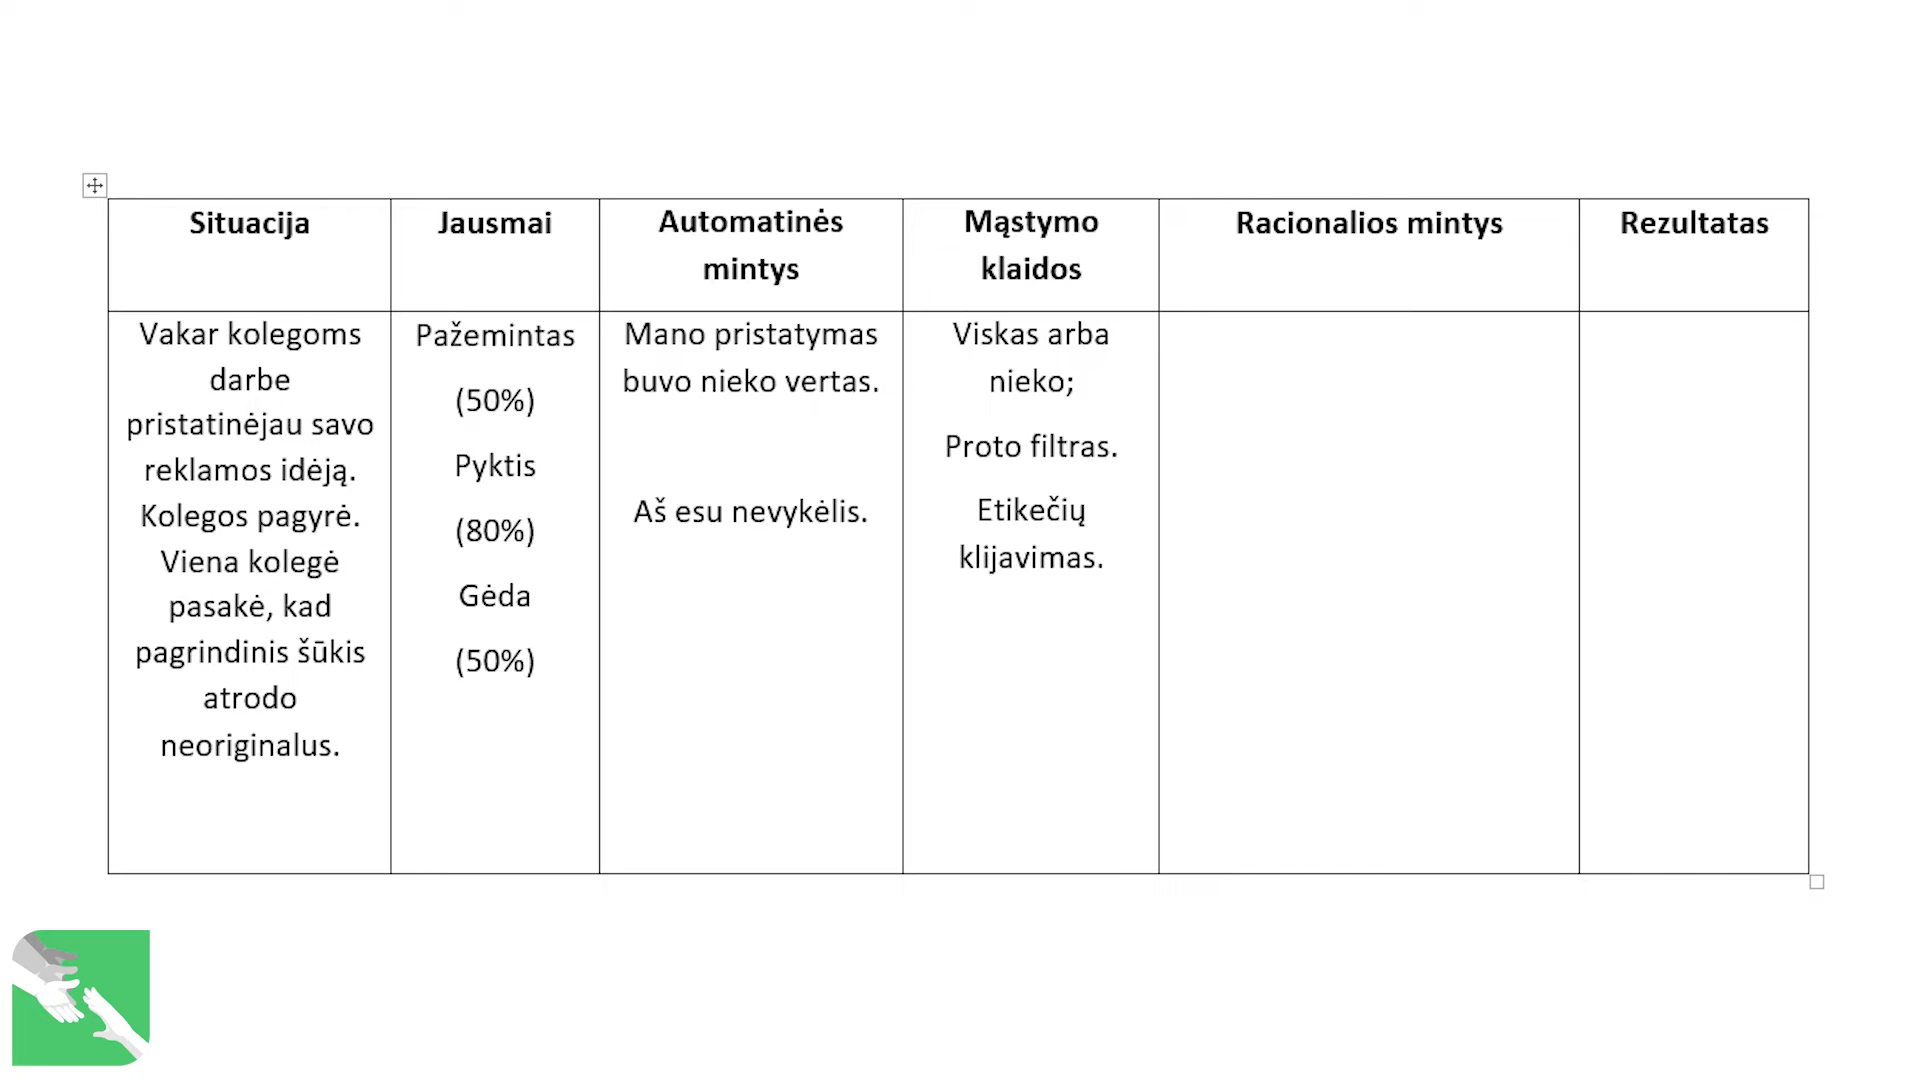 Situacija
Jausmai
Automatinės
mintys
Mąstymo
klaidos
Racionalios mintys
Rezultatas
Vakar kolegoms
darbe
pristatinėjau savo
reklamos idėją.
Kolegos pagyrė.
Viena kolegė
pasakė, kad
pagrindinis šūkis
atrodo
neoriginalus.
Pažemintas
(50%)
Pyktis
(80%)
Gėda
(50%)
Mano pristatymas
buvo nieko vertas.
Aš esu nevykėlis.
Viskas arba
nieko;
Proto filtras.
Etikečių
klijavimas.